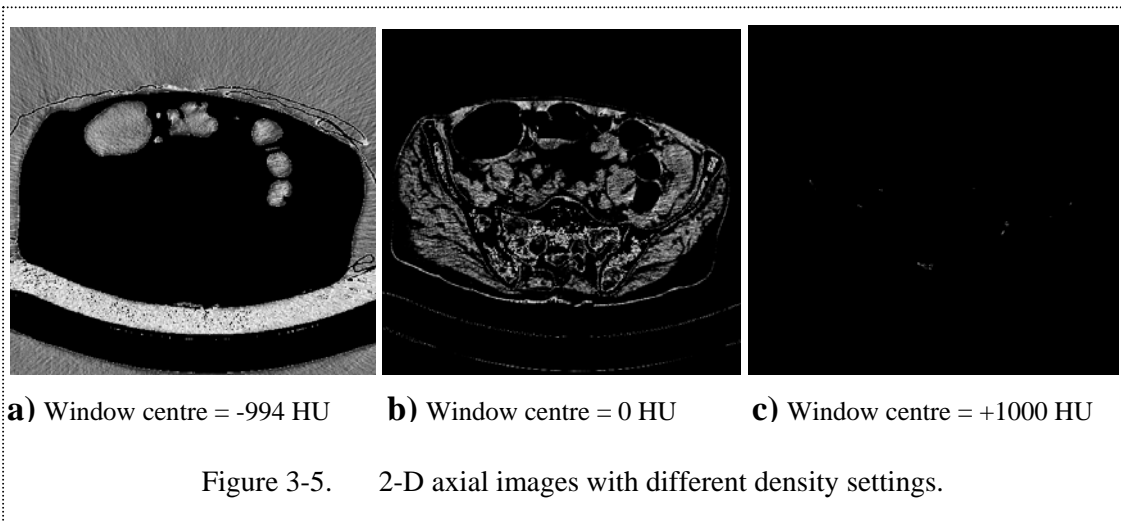 a) Window centre = -994 HU b) Window centre = 0 HU c) Window centre = +1000 HU
Figure 3-5. 2-D axial images with different density settings.